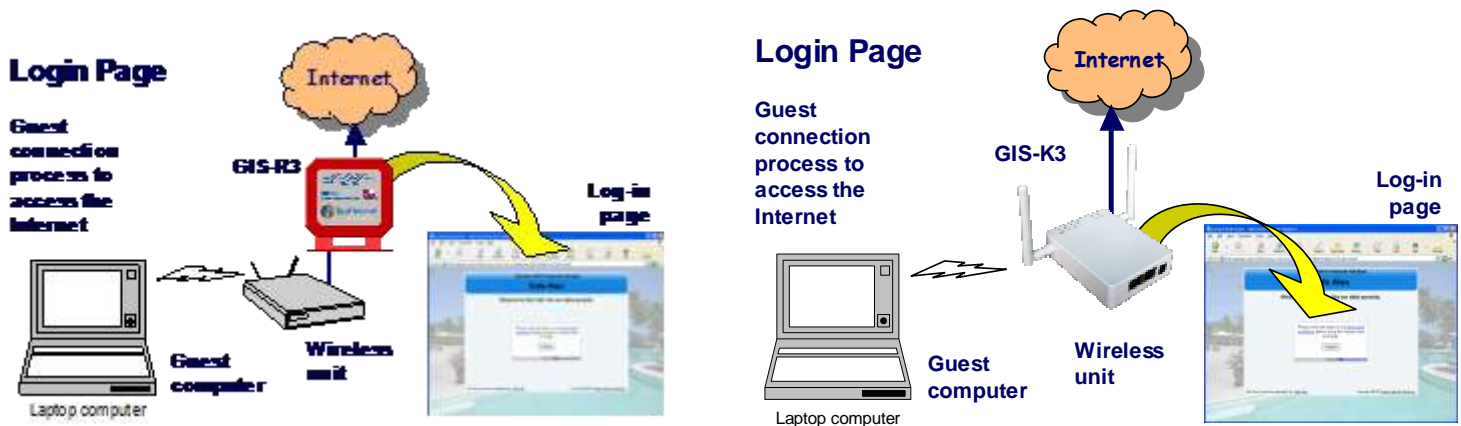 Login Page
Guest
connection
process to
access the
Internet
Internet
GIS-R3
Log-in
page
Wireless
unit
Guest
computer
Laptop computer
Login Page
Guest
connection
process to
access the
Internet
Internet
GIS-K3
Log-in
page
Wireless
unit
Guest
computer
Laptop computer